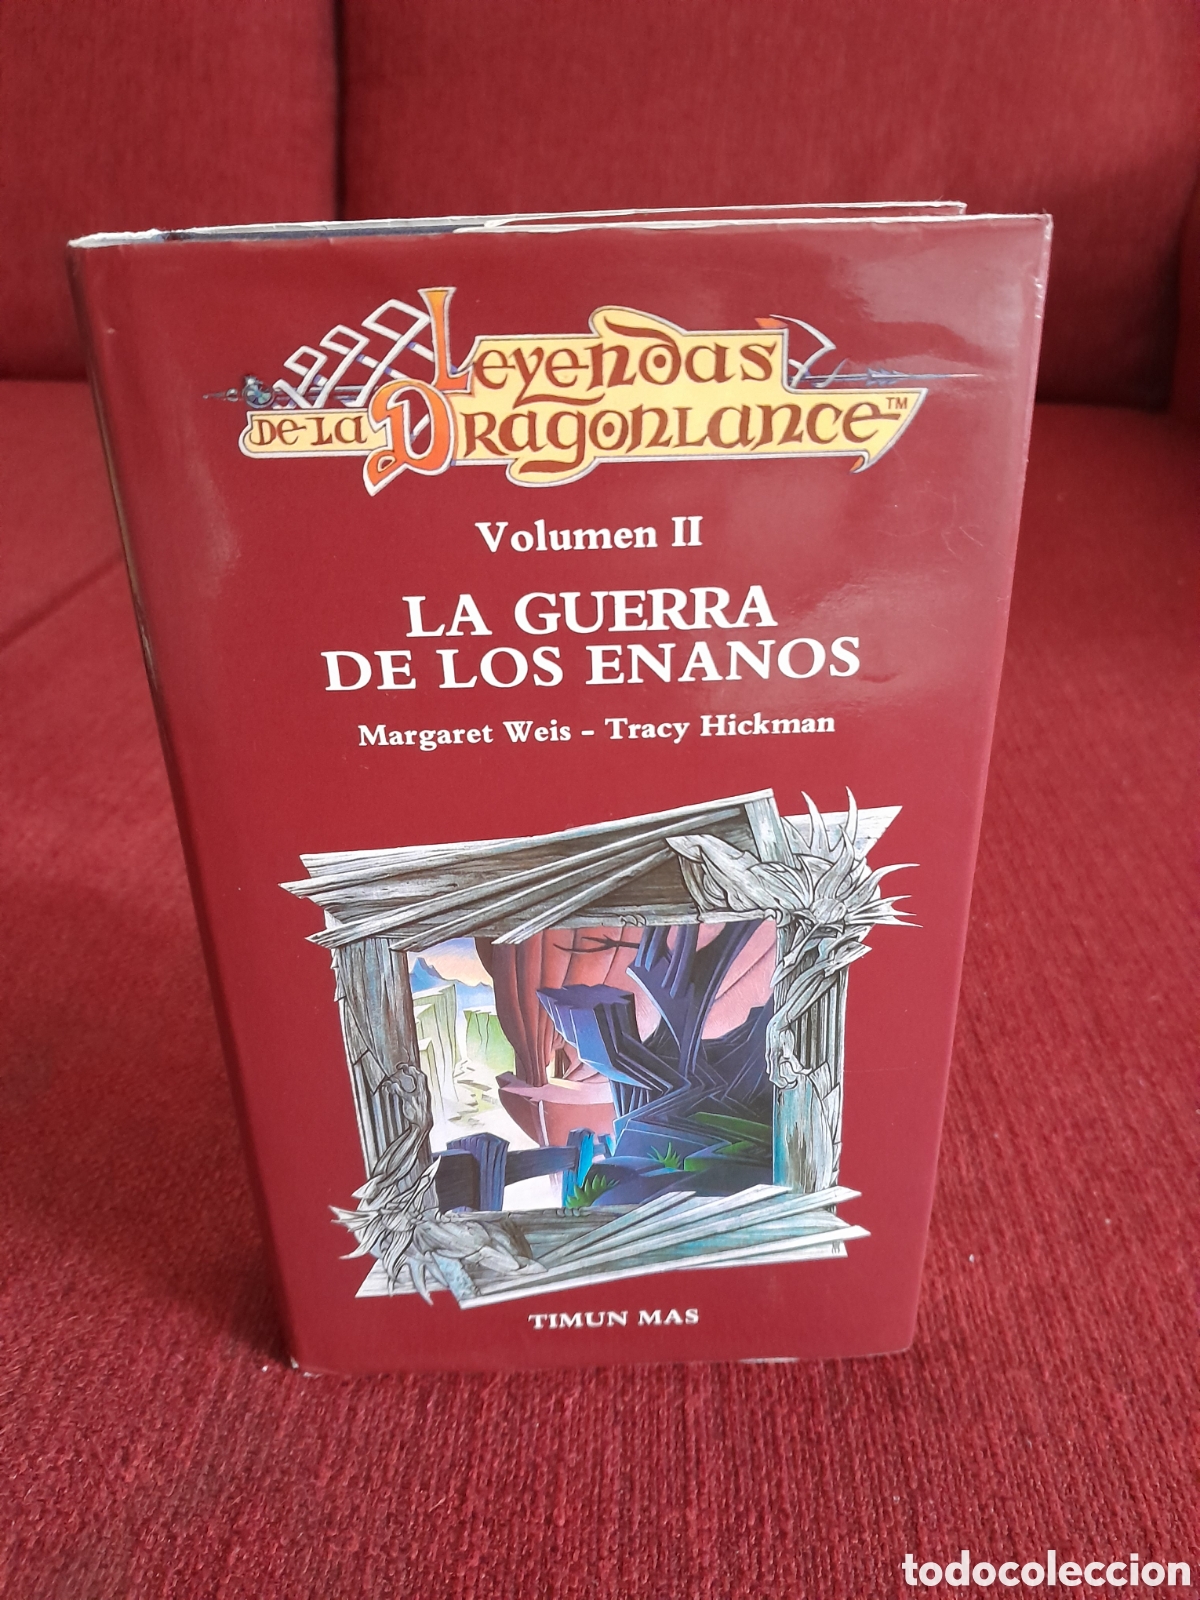 Leyendas
de la Dragonlance™
Volumen II
LA GUERRA
DE LOS ENANOS
Margaret Weis - Tracy Hickman
TIMUN MAS
todocoleccion